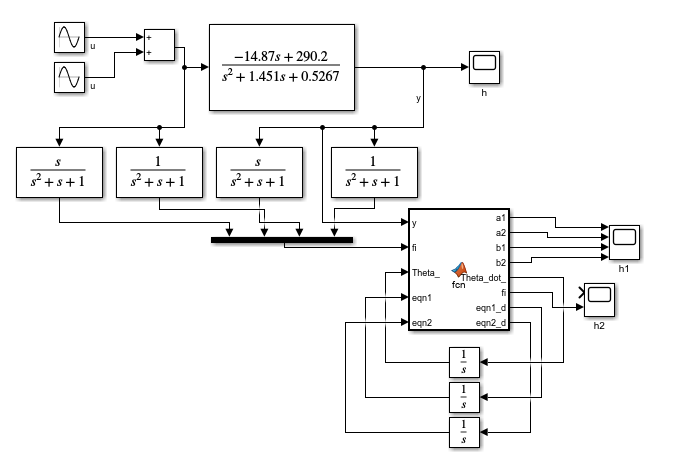 u
+
+
u
−14.87s + 290.2
s² + 1.451s + 0.5267
h
y
s
s² + s + 1
1
s² + s + 1
s
s² + s + 1
1
s² + s + 1
y
fi
Theta_
eqn1
eqn2
fcn
a1
a2
b1
b2
Theta_dot_
fi
eqn1_d
eqn2_d
h1
h2
1
s
1
s
1
s